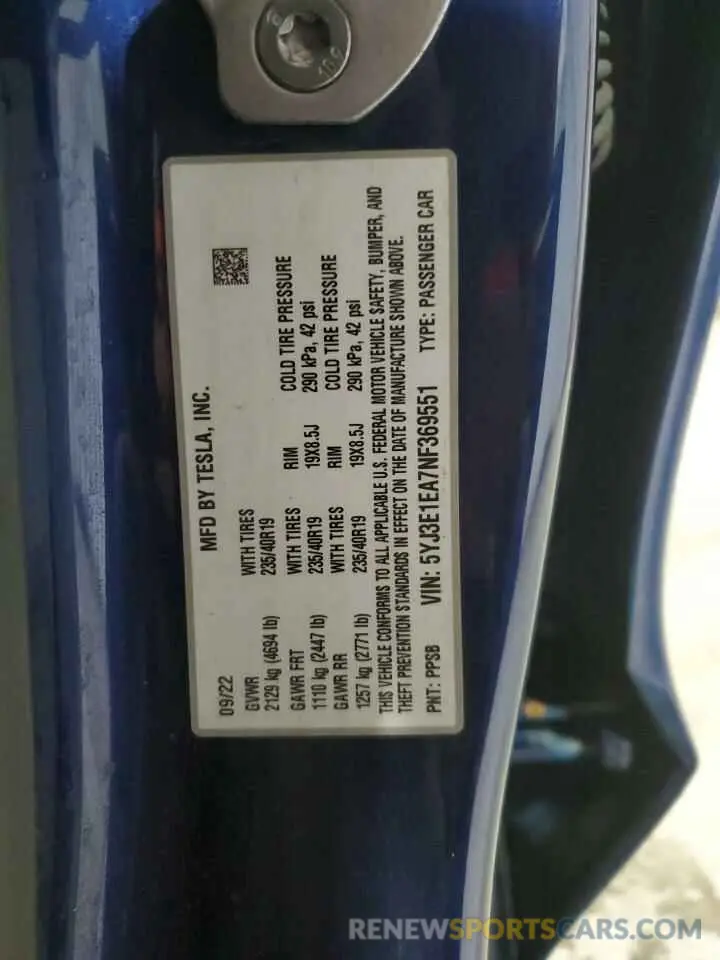 MFD BY TESLA, INC.
09/22
GVWR WITH TIRES RIM COLD TIRE PRESSURE
2129 kg (4694 lb) 235/40R19 19X8.5J 290 kPa, 42 psi
GAWR FRT WITH TIRES RIM COLD TIRE PRESSURE
1110 kg (2447 lb) 235/40R19 19X8.5J 290 kPa, 42 psi
GAWR RR WITH TIRES
1257 kg (2771 lb) 235/40R19
THIS VEHICLE CONFORMS TO ALL APPLICABLE U.S. FEDERAL MOTOR VEHICLE SAFETY, BUMPER, AND
THEFT PREVENTION STANDARDS IN EFFECT ON THE DATE OF MANUFACTURE SHOWN ABOVE.
PNT: PPSB VIN: 5YJ3E1EA7NF369551 TYPE: PASSENGER CAR
RENEWSPORTSCARS.COM